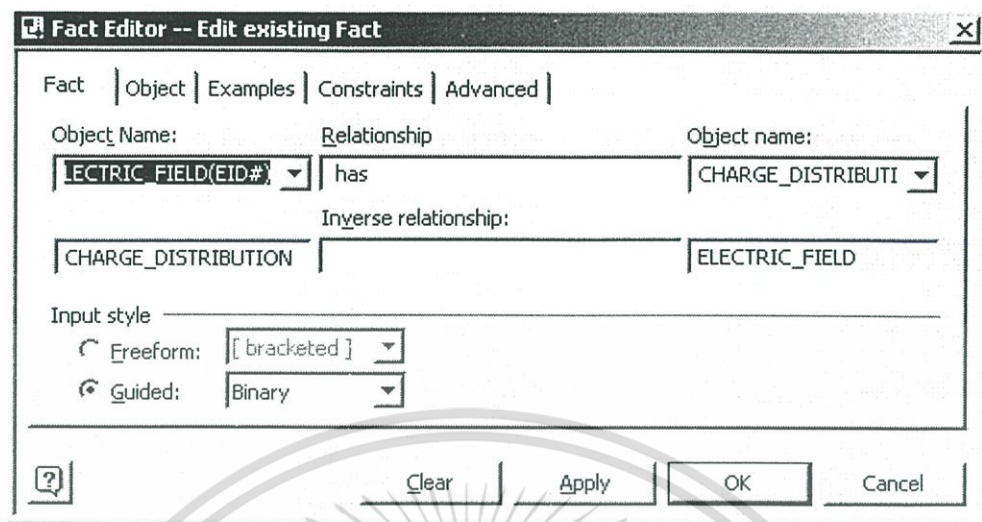 Fact Editor -- Edit existing Fact
Fact Object Examples Constraints Advanced
Object Name: Relationship Object name:
LECTRIC_FIELD(EID#) has CHARGE_DISTRIBUTI
Inverse relationship:
CHARGE_DISTRIBUTION ELECTRIC_FIELD
Input style
Freeform: [ bracketed ]
Guided: Binary
? Clear Apply OK Cancel